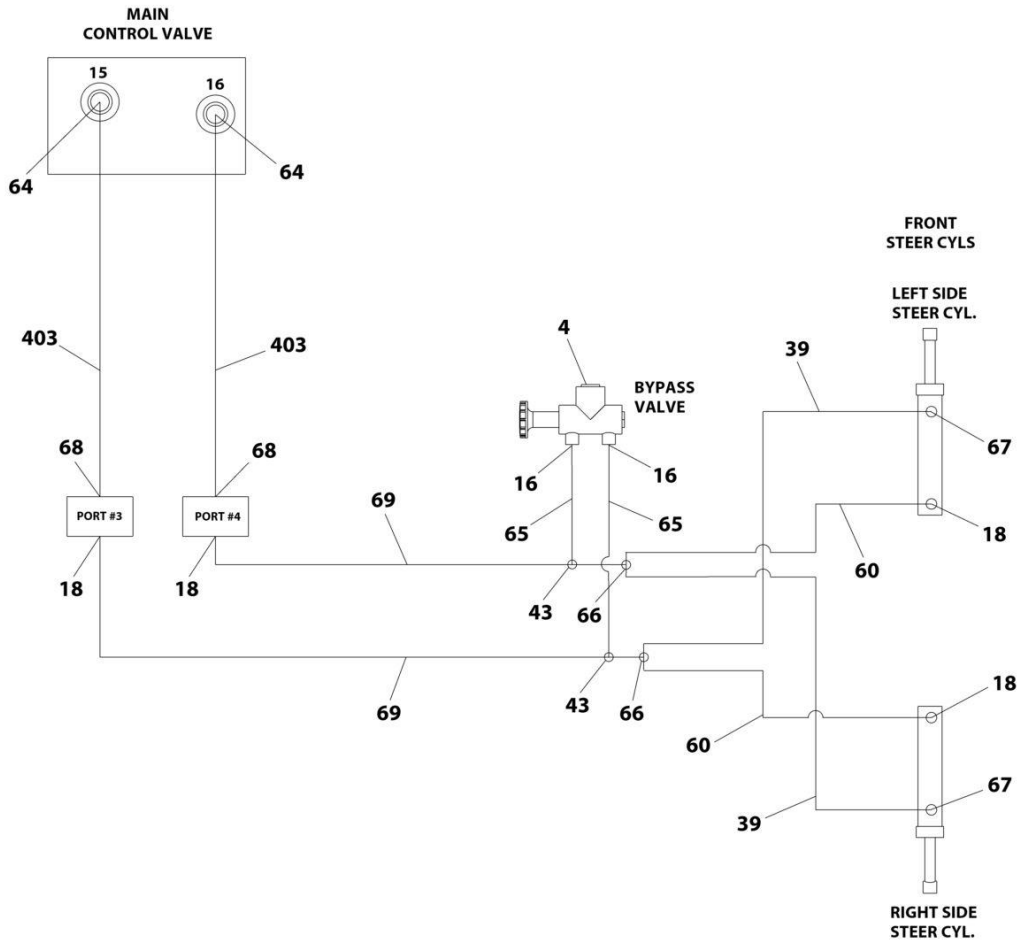 MAIN
CONTROL VALVE
15
16
64
64
FRONT
STEER CYLS
LEFT SIDE
STEER CYL.
403
403
4
39
BYPASS
VALVE
67
68
68
16
16
69
65
65
18
PORT #3
PORT #4
60
18
18
43
66
18
69
43
66
60
67
39
RIGHT SIDE
STEER CYL.